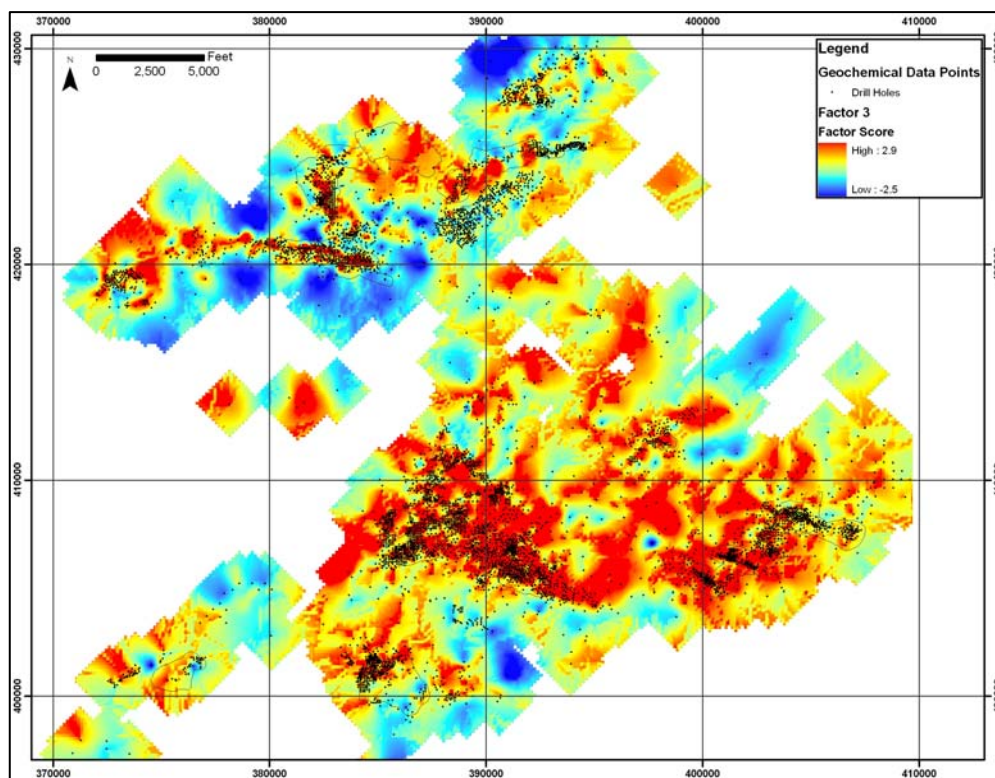 370000 380000 390000 400000 410000
430000
N
Feet
0 2,500 5,000
Legend
Geochemical Data Points
Drill Holes
Factor 3
Factor Score
High : 2.9
Low : -2.5
420000
410000
400000
370000 380000 390000 400000 410000